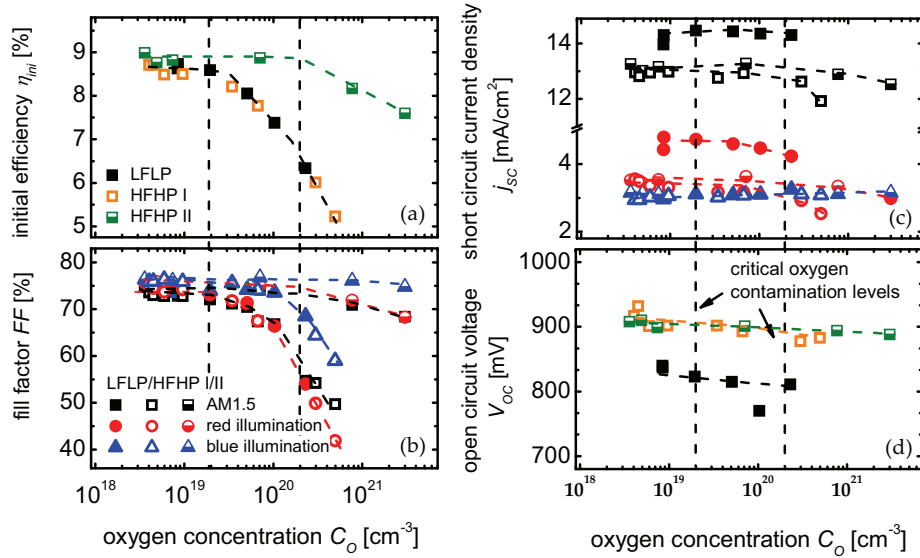 initial efficiency η_ini [%]
9
8
7
6
5
LFLP
HFHP I
HFHP II
(a)
fill factor FF [%]
80
70
60
50
40
LFLP/HFHP I/II
AM1.5
red illumination
blue illumination
(b)
10^18
10^19
10^20
10^21
oxygen concentration C_O [cm^-3]
short circuit current density
j_sc [mA/cm^2]
14
12
4
2
(c)
open circuit voltage
V_OC [mV]
1000
900
800
700
critical oxygen
contamination levels
(d)
10^18
10^19
10^20
10^21
oxygen concentration C_O [cm^-3]